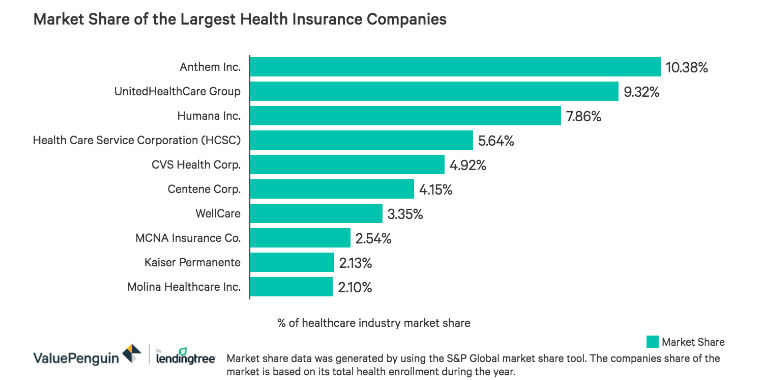 Market Share of the Largest Health Insurance Companies
Anthem Inc. 10.38%
UnitedHealthCare Group 9.32%
Humana Inc. 7.86%
Health Care Service Corporation (HCSC) 5.64%
CVS Health Corp. 4.92%
Centene Corp. 4.15%
WellCare 3.35%
MCNA Insurance Co. 2.54%
Kaiser Permanente 2.13%
Molina Healthcare Inc. 2.10%
% of healthcare industry market share
Market Share
ValuePenguin by lendingtree
Market share data was generated by using the S&P Global market share tool. The companies share of the
market is based on its total health enrollment during the year.